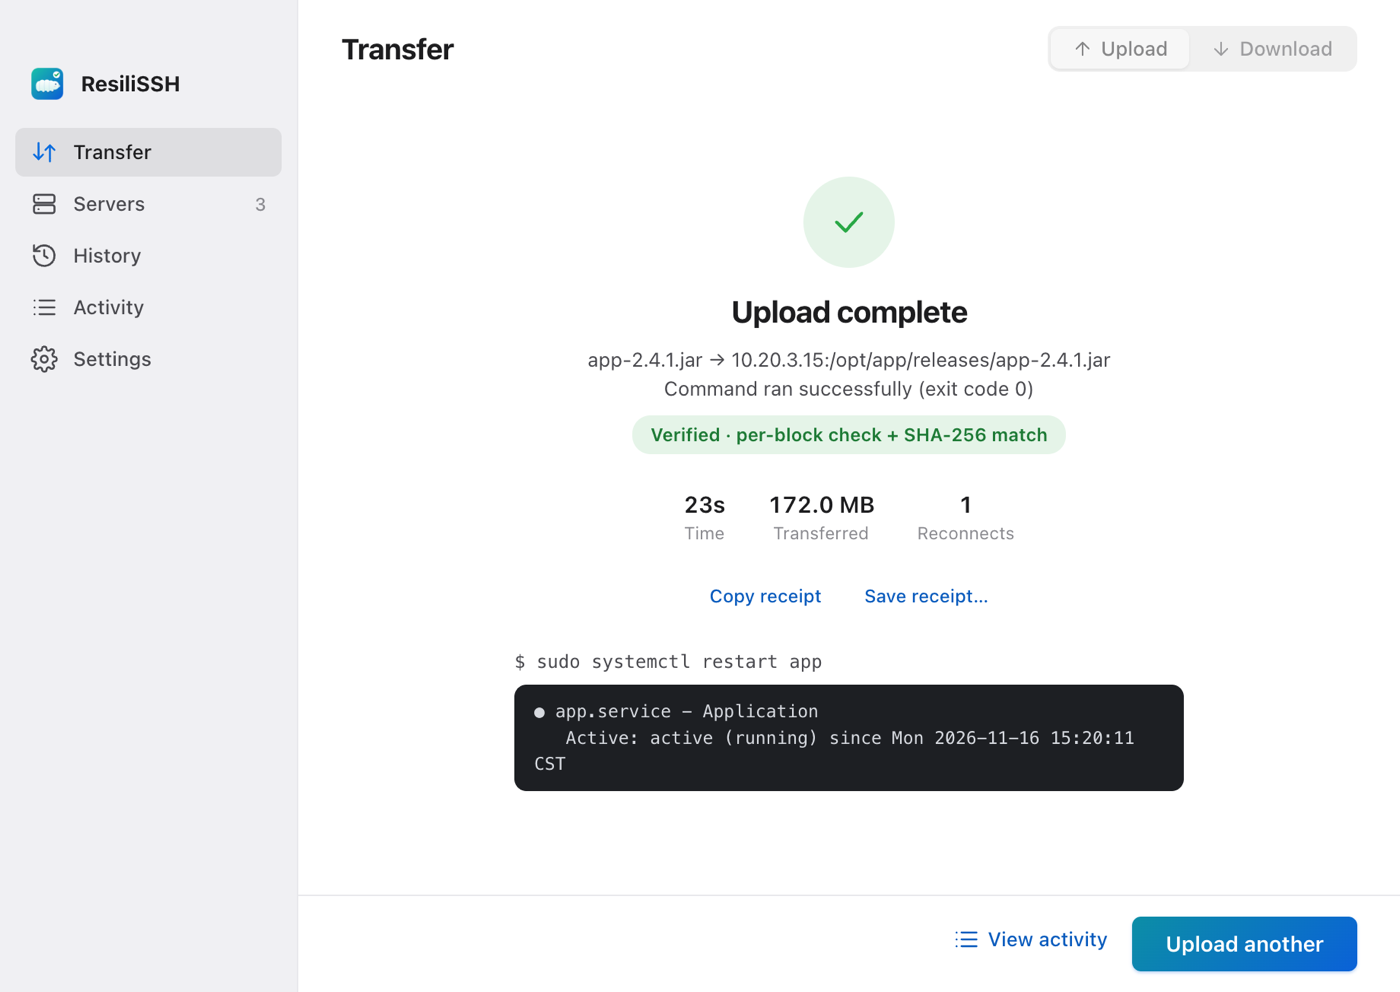 ResiliSSH
Transfer
Servers 3
History
Activity
Settings
Transfer
Upload Download
Upload complete
app-2.4.1.jar → 10.20.3.15:/opt/app/releases/app-2.4.1.jar
Command ran successfully (exit code 0)
Verified · per-block check + SHA-256 match
23s 172.0 MB 1
Time Transferred Reconnects
Copy receipt Save receipt...
$ sudo systemctl restart app
● app.service – Application
Active: active (running) since Mon 2026–11–16 15:20:11
CST
View activity Upload another